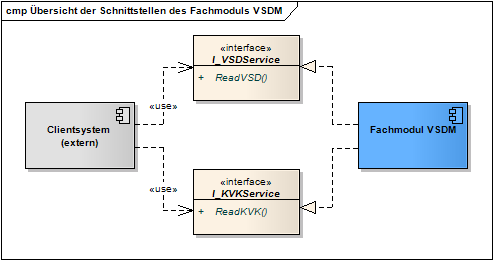 cmp Übersicht der Schnittstellen des Fachmoduls VSDM
«interface»
I_VSDService
+ ReadVSD()
«use»
Clientsystem
(extern)
Fachmodul VSDM
«use»
«interface»
I_KVKService
+ ReadKVK()